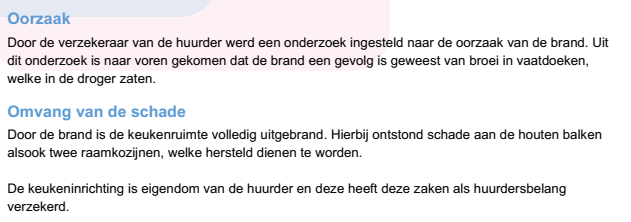 Oorzaak
Door de verzekeraar van de huurder werd een onderzoek ingesteld naar de oorzaak van de brand. Uit
dit onderzoek is naar voren gekomen dat de brand een gevolg is geweest van broei in vaatdoeken,
welke in de droger zaten.
Omvang van de schade
Door de brand is de keukenruimte volledig uitgebrand. Hierbij ontstond schade aan de houten balken
alsook twee raamkozijnen, welke hersteld dienen te worden.
De keukeninrichting is eigendom van de huurder en deze heeft deze zaken als huurdersbelang
verzekerd.